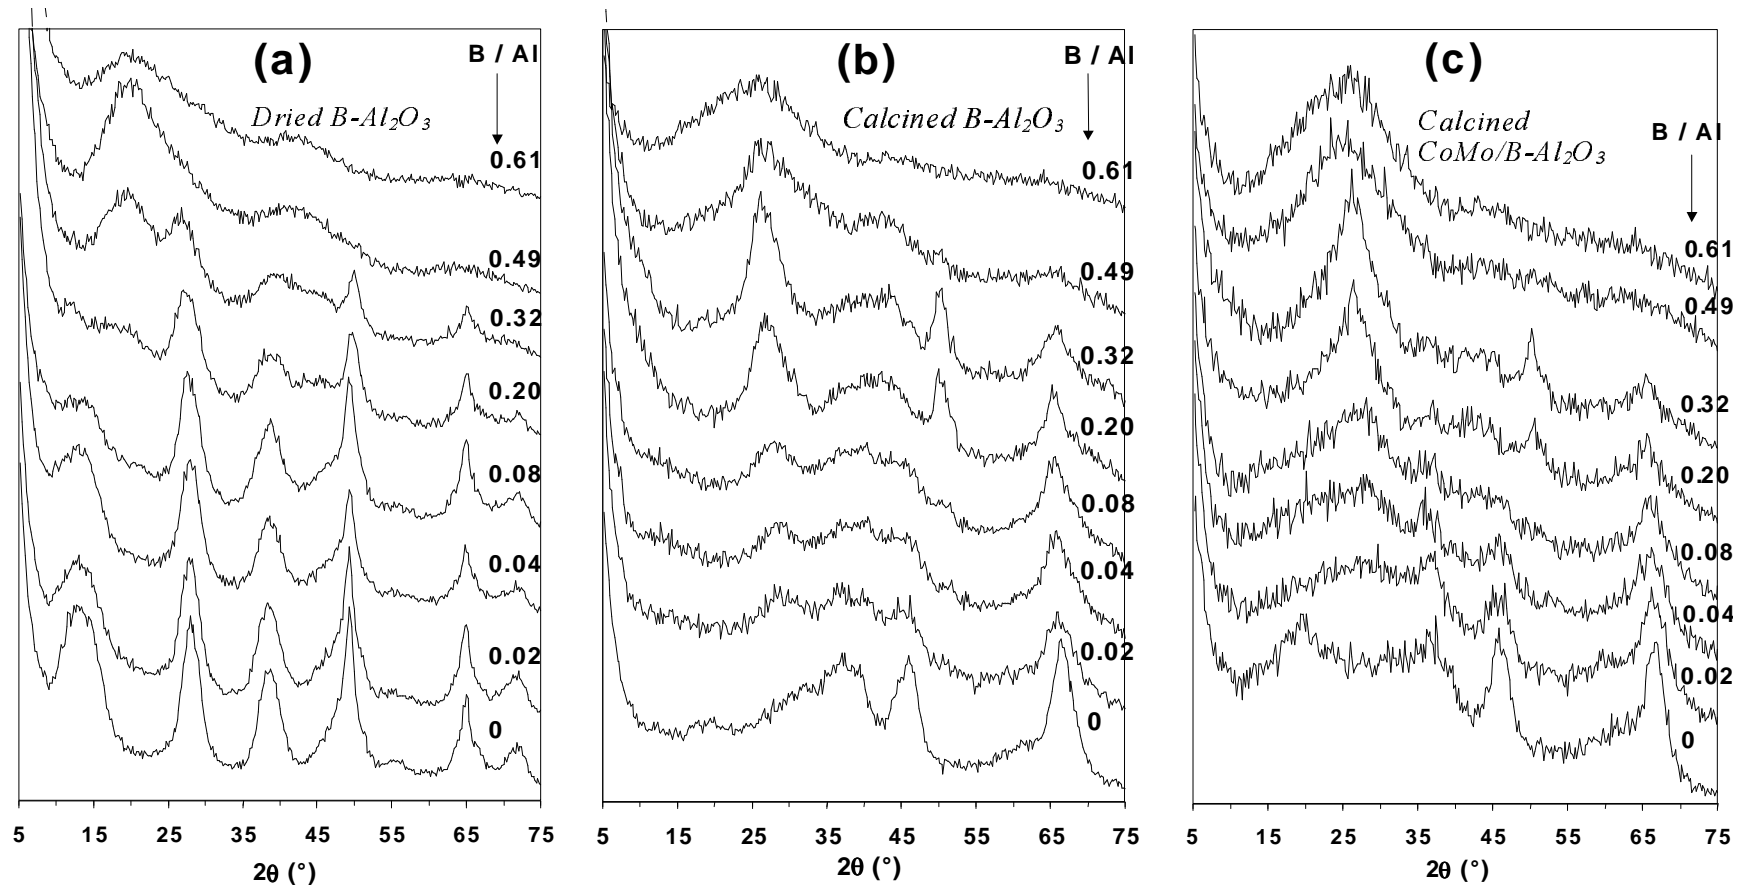 (a)
B / Al
Dried B-Al₂O₃
0.61
0.49
0.32
0.20
0.08
0.04
0.02
0
5 15 25 35 45 55 65 75
2θ (°)
(b)
B / Al
Calcined B-Al₂O₃
0.61
0.49
0.32
0.20
0.08
0.04
0.02
0
5 15 25 35 45 55 65 75
2θ (°)
(c)
Calcined
CoMo/B-Al₂O₃
B / Al
0.61
0.49
0.32
0.20
0.08
0.04
0.02
0
5 15 25 35 45 55 65 75
2θ (°)